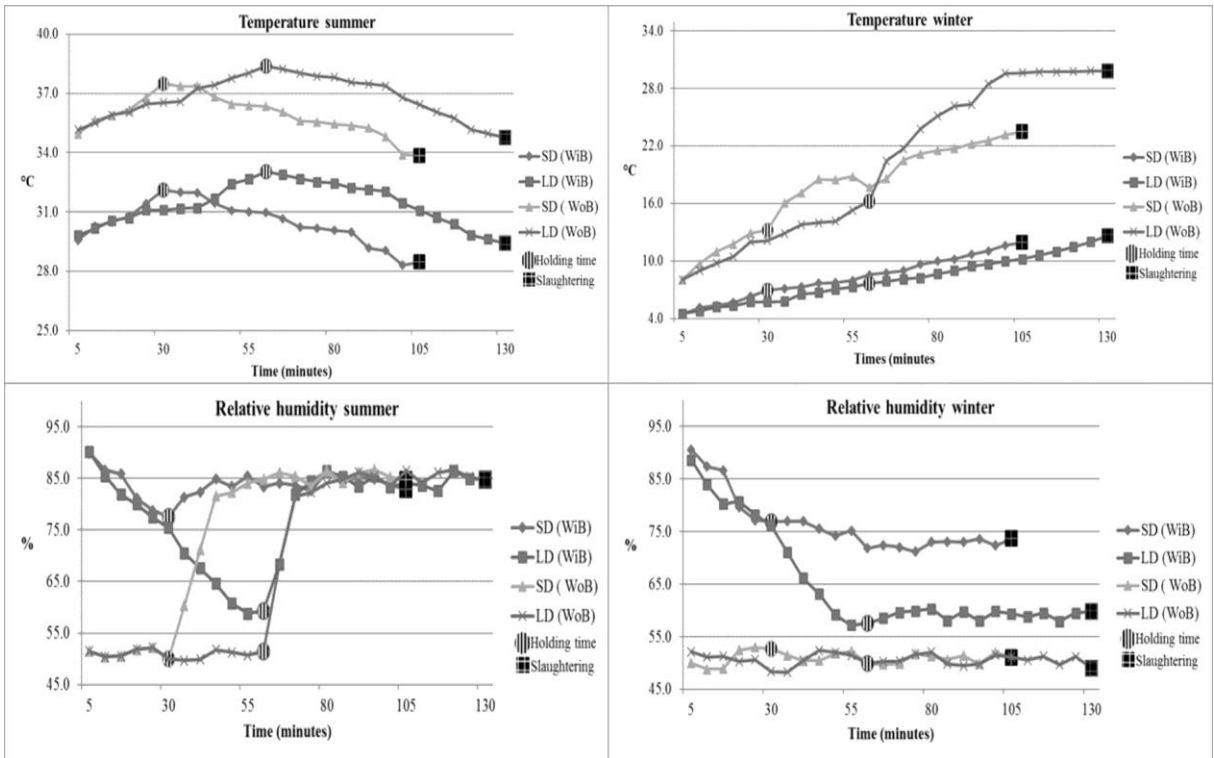 Temperature summer
40.0
37.0
34.0
31.0
28.0
25.0
°C
5 30 55 80 105 130
Time (minutes)
SD (WiB)
LD (WiB)
SD (WoB)
LD (WoB)
Holding time
Slaughtering
Temperature winter
34.0
28.0
22.0
16.0
10.0
4.0
°C
5 30 55 80 105 130
Times (minutes
SD (WiB)
LD (WiB)
SD (WoB)
LD (WoB)
Holding time
Slaughtering
Relative humidity summer
95.0
85.0
75.0
65.0
55.0
45.0
%
5 30 55 80 105 130
Time (minutes)
SD (WiB)
LD (WiB)
SD ( WoB)
LD (WoB)
Holding time
Slaughtering
Relative humidity winter
95.0
85.0
75.0
65.0
55.0
45.0
%
5 30 55 80 105 130
Time (minutes)
SD (WiB)
LD (WiB)
SD ( WoB)
LD (WoB)
Holding time
Slaughtering